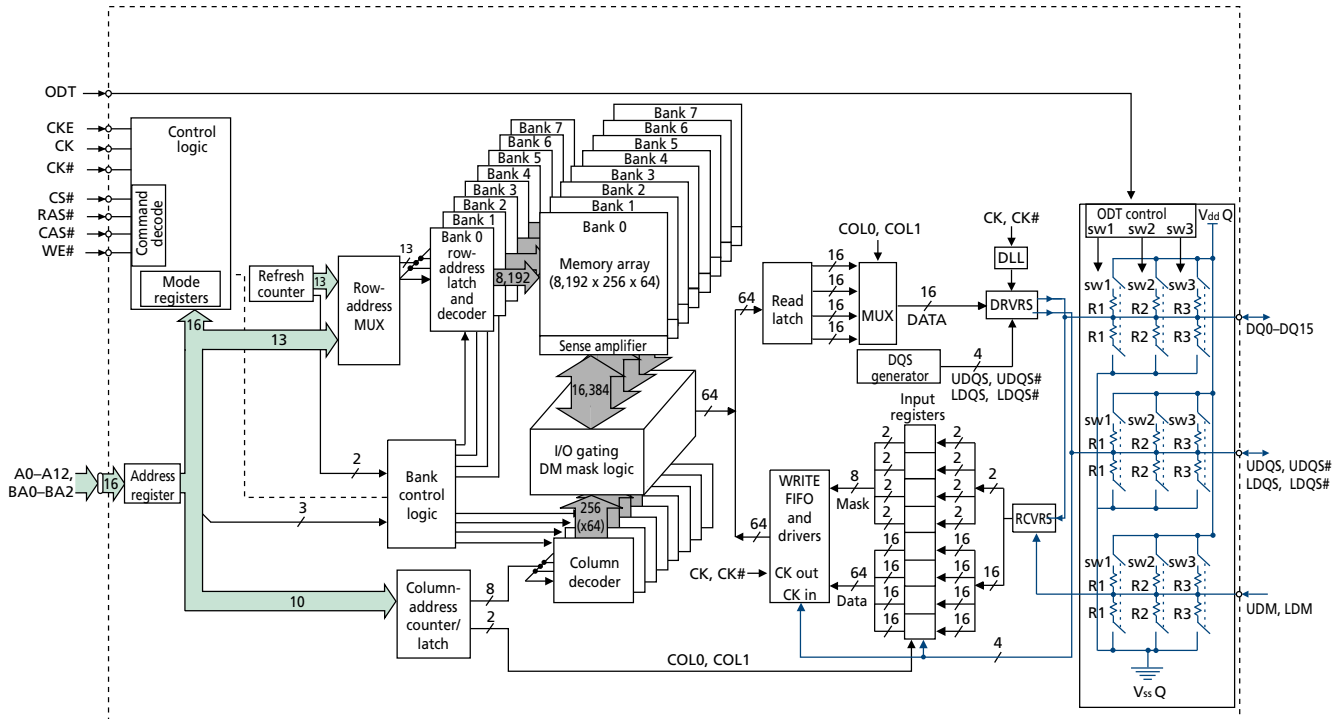 ODT
CKE
CK
CK#
CS#
RAS#
CAS#
WE#
Control
logic
Command
decode
Mode
registers
16
13
A0–A12,
BA0–BA2
16
Address
register
Refresh
counter
13
Row-
address
MUX
13
2
3
10
Bank
control
logic
Column-
address
counter/
latch
8
2
Bank 7
Bank 6
Bank 5
Bank 4
Bank 3
Bank 2
Bank 1
Bank 0
row-
address
latch
and
decoder
8,192
Bank 7
Bank 6
Bank 5
Bank 4
Bank 3
Bank 2
Bank 1
Bank 0
Memory array
(8,192 x 256 x 64)
Sense amplifier
16,384
I/O gating
DM mask logic
256
(x64)
Column
decoder
64
64
64
Read
latch
16
16
16
16
COL0, COL1
MUX
16
DATA
CK, CK#
DLL
DRVRS
DQS
generator
4
UDQS, UDQS#
LDQS, LDQS#
Input
registers
2
2
2
2
2
2
2
2
2
16
16
16
16
16
16
16
16
16
RCVRS
8
Mask
64
Data
WRITE
FIFO
and
drivers
CK out
CK in
CK, CK#
COL0, COL1
4
ODT control
sw1 sw2 sw3
Vdd Q
sw1 sw2 sw3
R1 R2 R3
R1 R2 R3
DQ0–DQ15
sw1 sw2 sw3
R1 R2 R3
R1 R2 R3
UDQS, UDQS#
LDQS, LDQS#
sw1 sw2 sw3
R1 R2 R3
R1 R2 R3
UDM, LDM
Vss Q